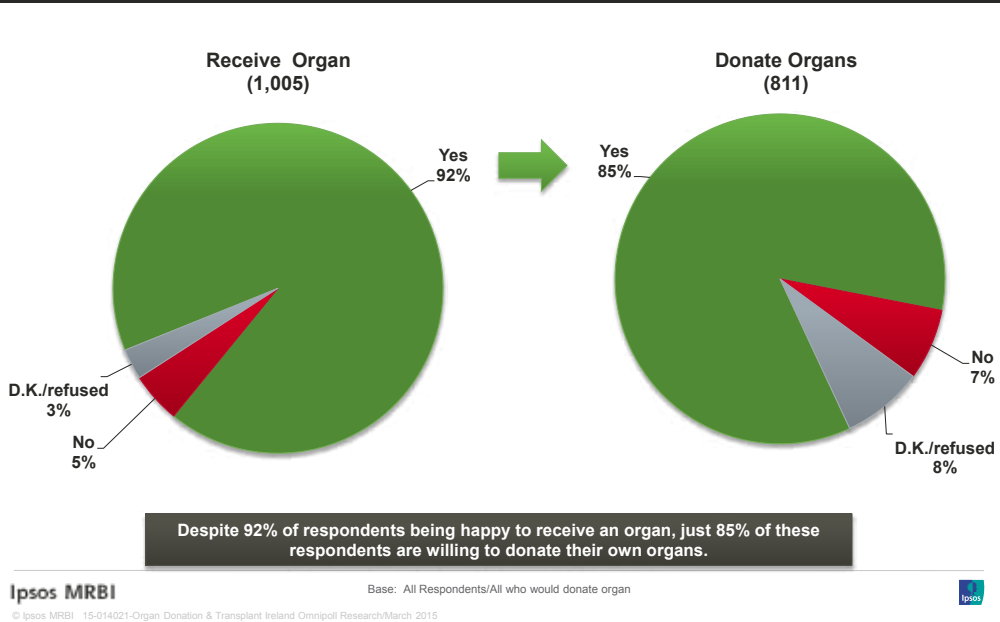 Receive Organ
(1,005)
Yes
92%
D.K./refused
3%
No
5%
Donate Organs
(811)
Yes
85%
No
7%
D.K./refused
8%
Despite 92% of respondents being happy to receive an organ, just 85% of these
respondents are willing to donate their own organs.
Ipsos MRBI
Base: All Respondents/All who would donate organ
Ipsos
© Ipsos MRBI 15-014021-Organ Donation & Transplant Ireland Omnipoll Research/March 2015